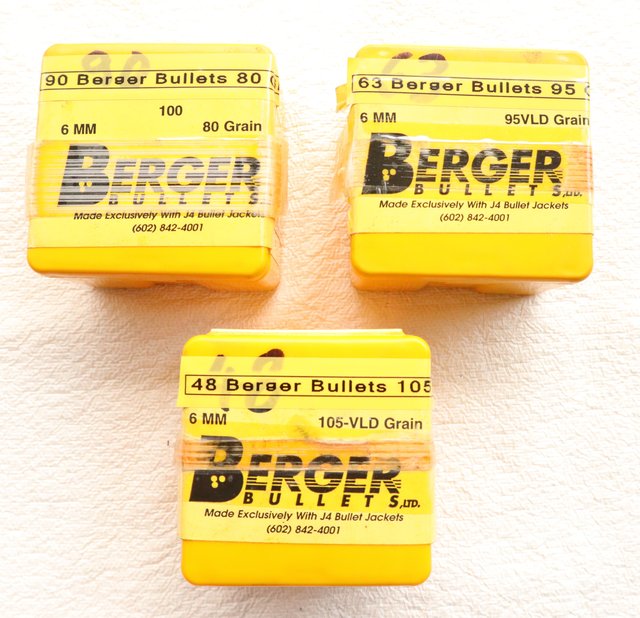 90
90 Berger Bullets 80
100
6 MM 80 Grain
BERGER
BULLETS
Made Exclusively With J4 Bullet Jackets
(602) 842-4001
63
63 Berger Bullets 95
6 MM 95VLD Grain
BERGER
BULLETS, LTD.
Made Exclusively With J4 Bullet Jackets
(602) 842-4001
48
48 Berger Bullets 105
6 MM 105-VLD Grain
BERGER
BULLETS, LTD.
Made Exclusively With J4 Bullet Jackets
(602) 842-4001